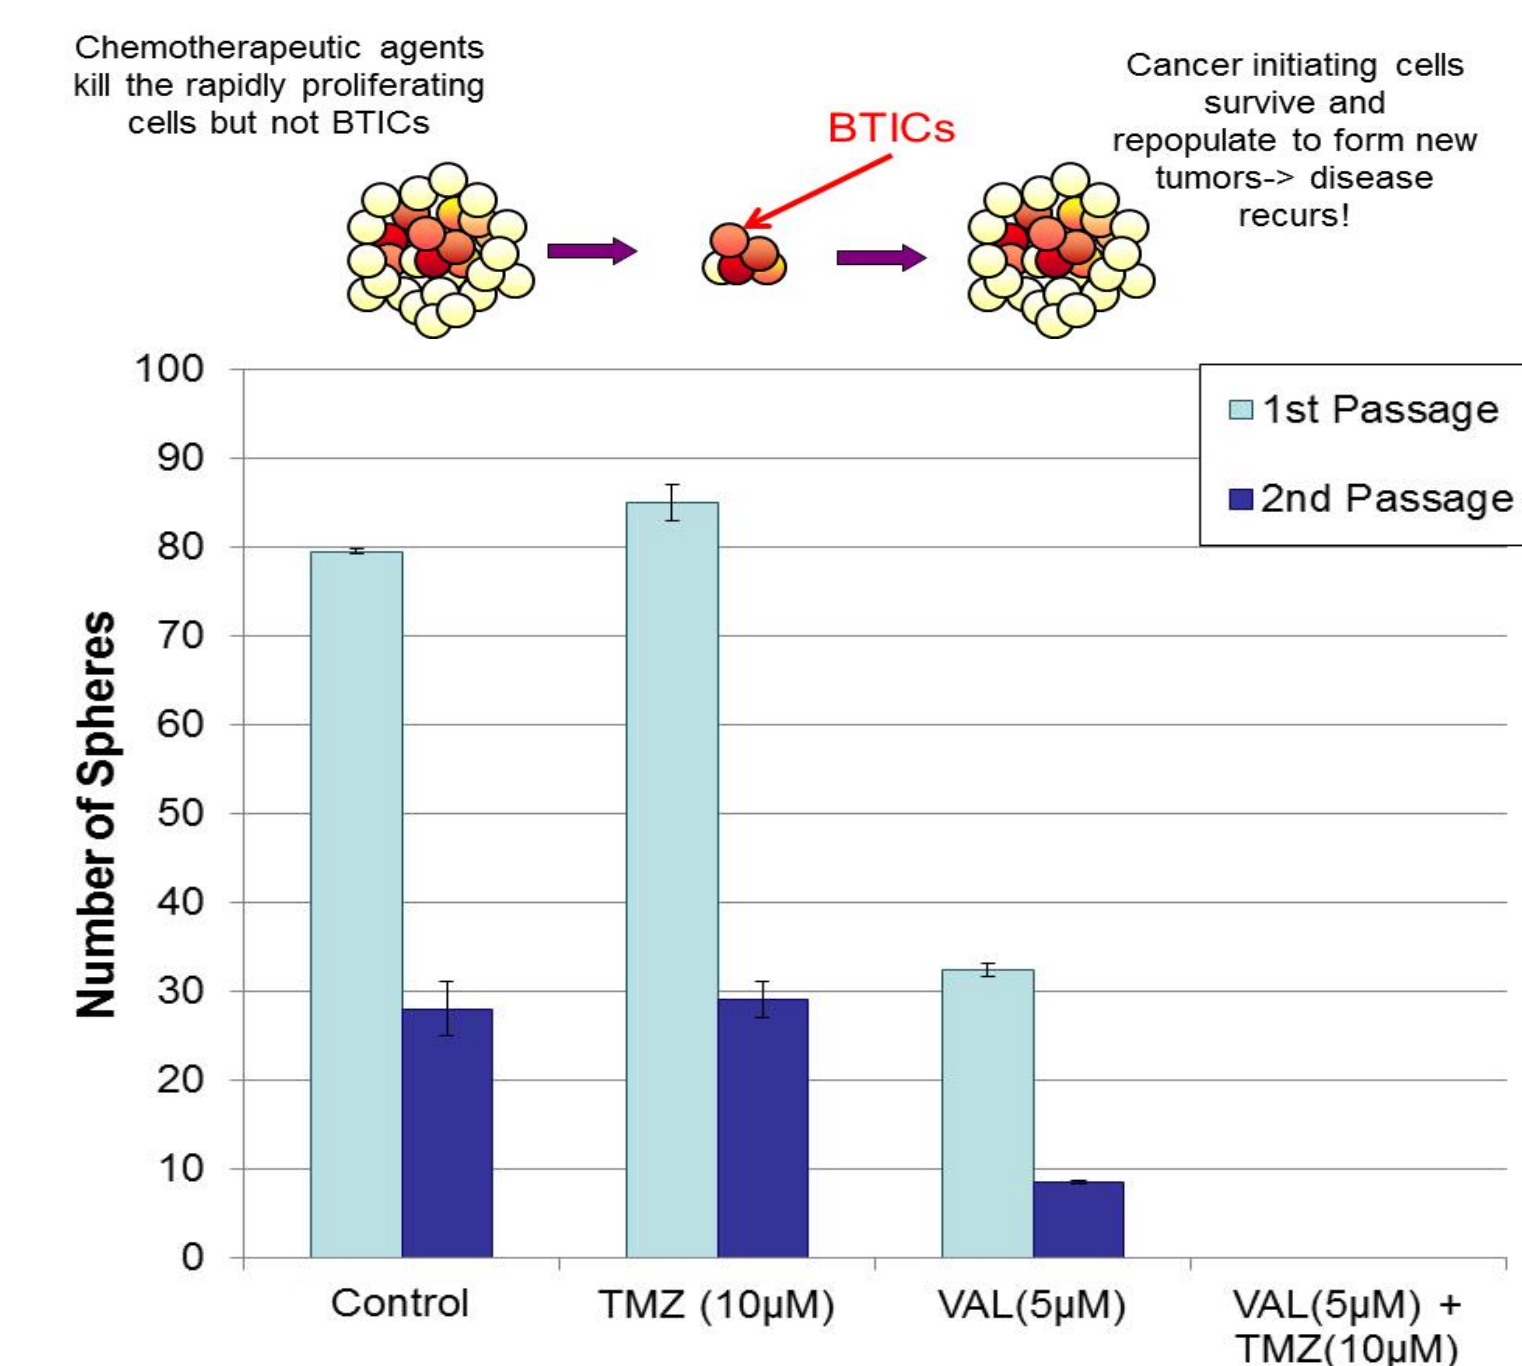 Chemotherapeutic agents
kill the rapidly proliferating
cells but not BTICs
BTICs
Cancer initiating cells
survive and
repopulate to form new
tumors-> disease
recurs!
100
90
80
70
60
50
40
30
20
10
0
Number of Spheres
1st Passage
2nd Passage
Control
TMZ (10µM)
VAL(5µM)
VAL(5µM) +
TMZ(10µM)